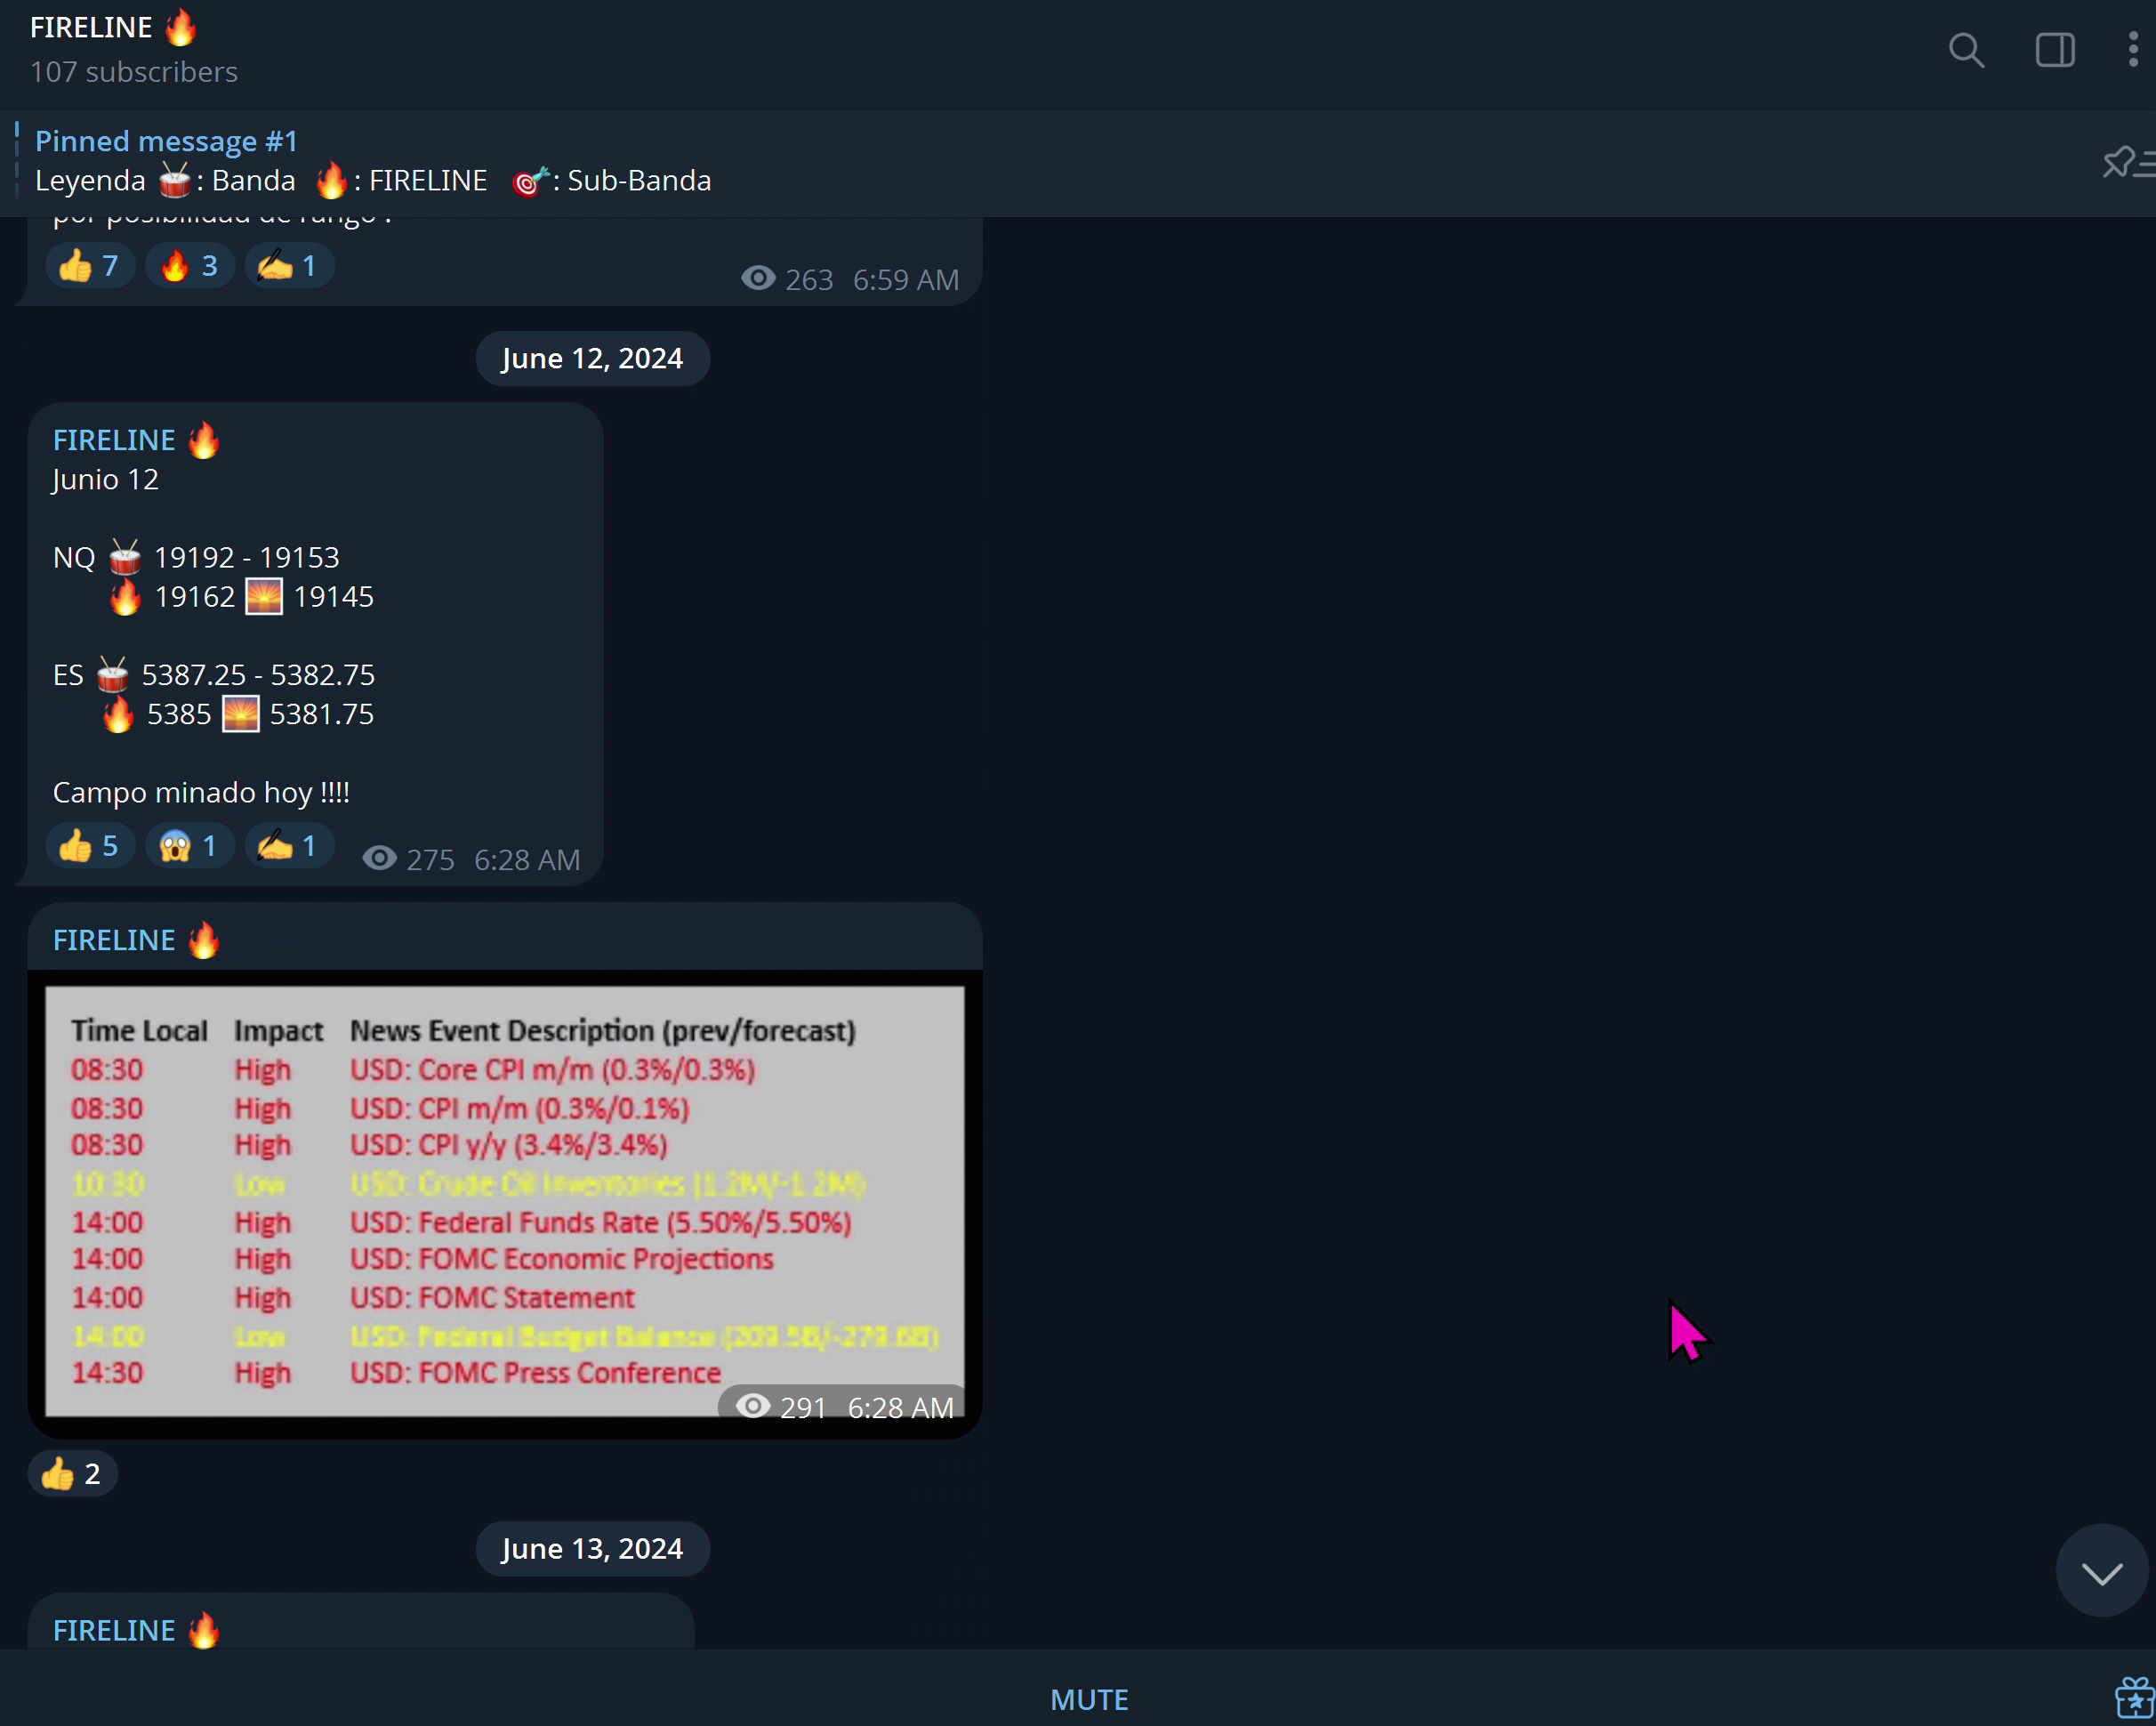 FIRELINE 🔥
107 subscribers
Pinned message #1
Leyenda 🥁: Banda 🔥: FIRELINE 🎯: Sub-Banda
por posibilidad de rango .
👍 7 🔥 3 ✍ 1 263 6:59 AM
June 12, 2024
FIRELINE 🔥
Junio 12
NQ 🥁 19192 - 19153
🔥 19162 🌅 19145
ES 🥁 5387.25 - 5382.75
🔥 5385 🌅 5381.75
Campo minado hoy !!!!
👍 5 😱 1 ✍ 1 275 6:28 AM
FIRELINE 🔥
Time Local Impact News Event Description (prev/forecast)
08:30 High USD: Core CPI m/m (0.3%/0.3%)
08:30 High USD: CPI m/m (0.3%/0.1%)
08:30 High USD: CPI y/y (3.4%/3.4%)
10:30 Low USD: Crude Oil Inventories (1.2M/-1.2M)
14:00 High USD: Federal Funds Rate (5.50%/5.50%)
14:00 High USD: FOMC Economic Projections
14:00 High USD: FOMC Statement
14:00 Low USD: Federal Budget Balance
14:30 High USD: FOMC Press Conference
291 6:28 AM
👍 2
June 13, 2024
FIRELINE 🔥
MUTE